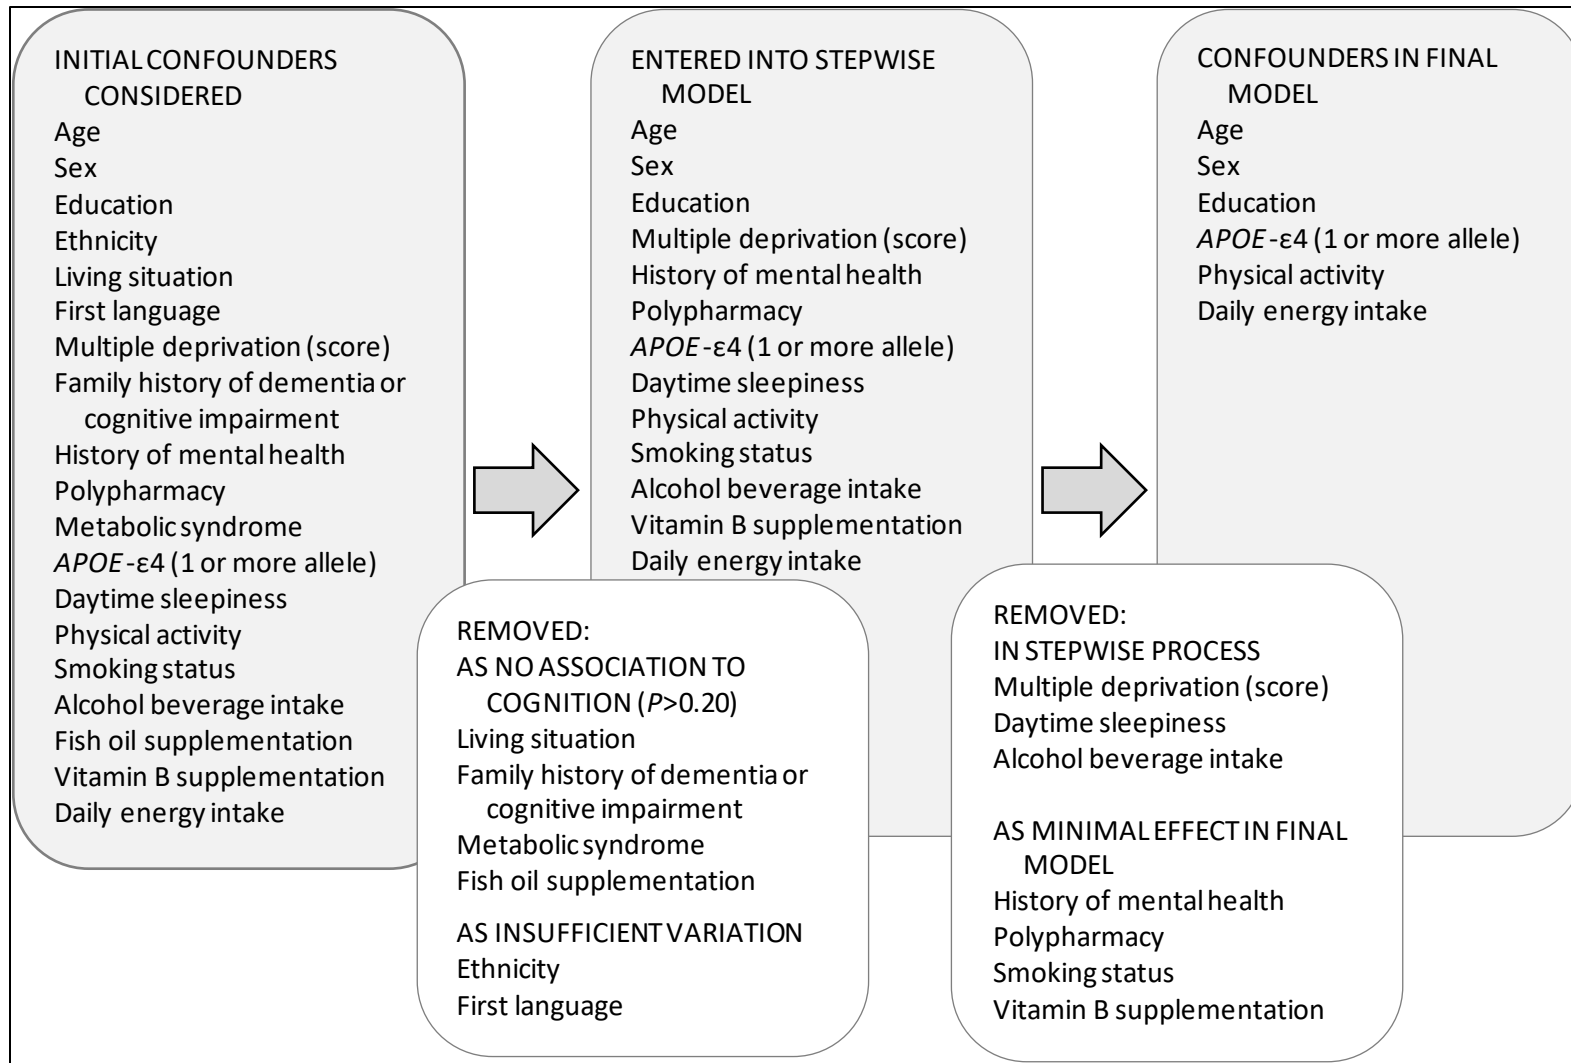 INITIAL CONFOUNDERS
CONSIDERED
Age
Sex
Education
Ethnicity
Living situation
First language
Multiple deprivation (score)
Family history of dementia or
cognitive impairment
History of mental health
Polypharmacy
Metabolic syndrome
APOE-ε4 (1 or more allele)
Daytime sleepiness
Physical activity
Smoking status
Alcohol beverage intake
Fish oil supplementation
Vitamin B supplementation
Daily energy intake
REMOVED:
AS NO ASSOCIATION TO
COGNITION (P>0.20)
Living situation
Family history of dementia or
cognitive impairment
Metabolic syndrome
Fish oil supplementation
AS INSUFFICIENT VARIATION
Ethnicity
First language
ENTERED INTO STEPWISE
MODEL
Age
Sex
Education
Multiple deprivation (score)
History of mental health
Polypharmacy
APOE-ε4 (1 or more allele)
Daytime sleepiness
Physical activity
Smoking status
Alcohol beverage intake
Vitamin B supplementation
Daily energy intake
REMOVED:
IN STEPWISE PROCESS
Multiple deprivation (score)
Daytime sleepiness
Alcohol beverage intake
AS MINIMAL EFFECT IN FINAL
MODEL
History of mental health
Polypharmacy
Smoking status
Vitamin B supplementation
CONFOUNDERS IN FINAL
MODEL
Age
Sex
Education
APOE-ε4 (1 or more allele)
Physical activity
Daily energy intake